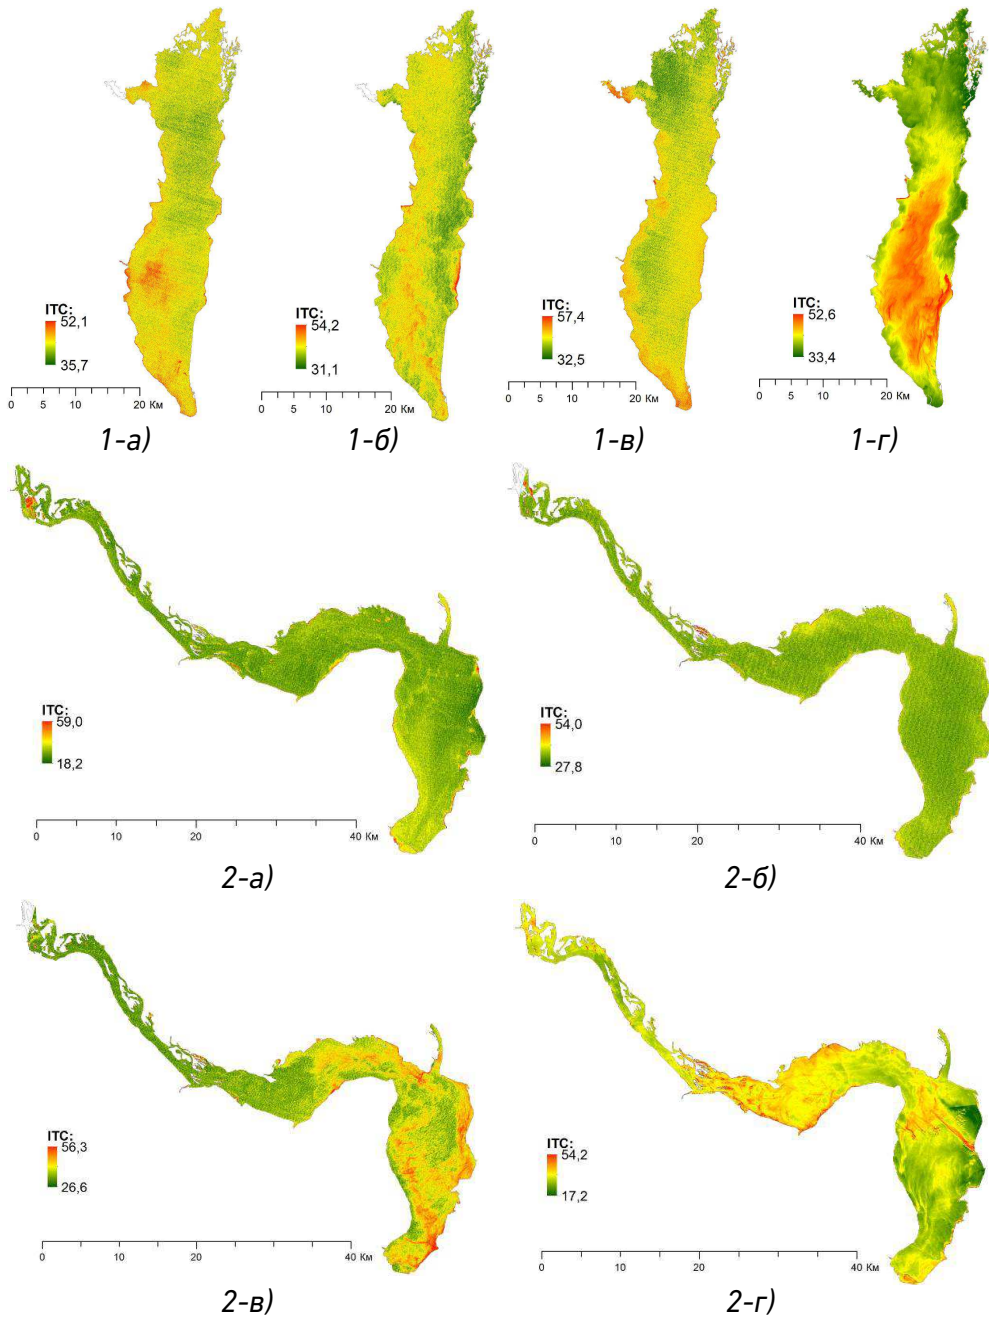 ITC:
52,1
35,7
0 5 10 20 Км
1-а)
ITC:
54,2
31,1
0 5 10 20 Км
1-б)
ITC:
57,4
32,5
0 5 10 20 Км
1-в)
ITC:
52,6
33,4
0 5 10 20 Км
1-г)
ITC:
59,0
18,2
0 10 20 40 Км
2-а)
ITC:
54,0
27,8
0 10 20 40 Км
2-б)
ITC:
56,3
26,6
0 10 20 40 Км
2-в)
ITC:
54,2
17,2
0 10 20 40 Км
2-г)